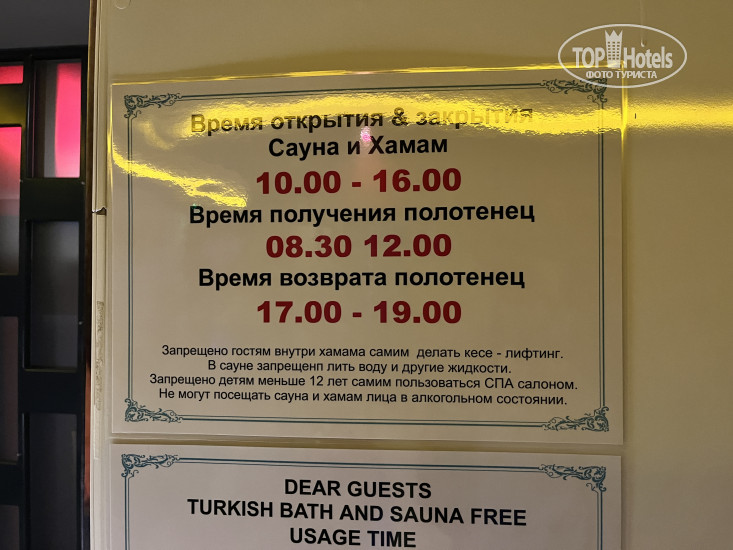 TOP Hotels
ФОТО ТУРИСТА
Время открытия & закрытия
Сауна и Хамам
10.00 - 16.00
Время получения полотенец
08.30 12.00
Время возврата полотенец
17.00 - 19.00
Запрещено гостям внутри хамама самим делать кесе - лифтинг.
В сауне запрещенп лить воду и другие жидкости.
Запрещено детям меньше 12 лет самим пользоваться СПА салоном.
Не могут посещать сауна и хамам лица в алкогольном состоянии.
DEAR GUESTS
TURKISH BATH AND SAUNA FREE
USAGE TIME